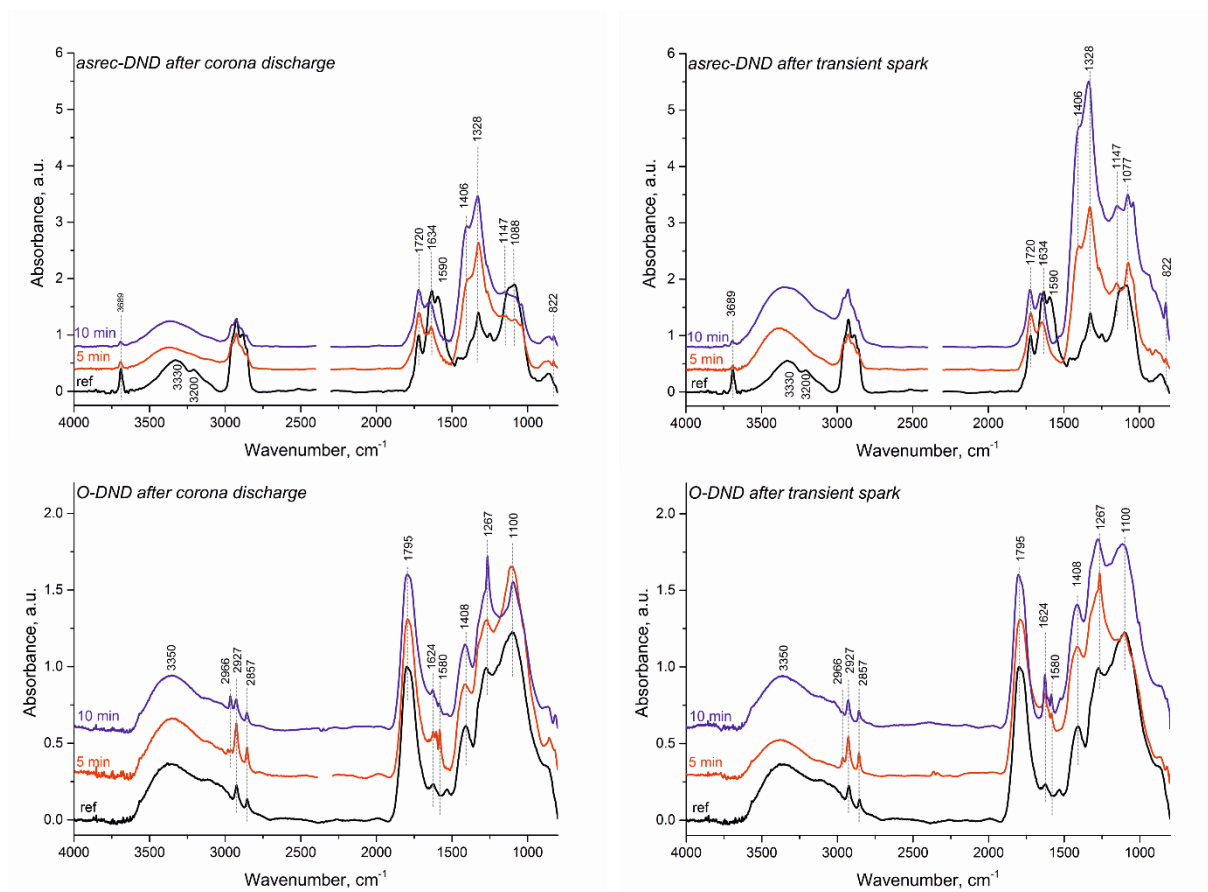 asrec-DND after corona discharge
Absorbance, a.u.
6
5
4
3
2
1
0
3689
3330
3200
1720
1634
1590
1406
1328
1147
1088
822
10 min
5 min
ref
4000 3500 3000 2500 2000 1500 1000
Wavenumber, cm⁻¹
asrec-DND after transient spark
Absorbance, a.u.
6
5
4
3
2
1
0
3689
3330
3200
1720
1634
1590
1406
1328
1147
1077
822
10 min
5 min
ref
4000 3500 3000 2500 2000 1500 1000
Wavenumber, cm⁻¹
O-DND after corona discharge
Absorbance, a.u.
2.0
1.5
1.0
0.5
0.0
3350
2966
2927
2857
1795
1624
1580
1408
1267
1100
10 min
5 min
ref
4000 3500 3000 2500 2000 1500 1000
Wavenumber, cm⁻¹
O-DND after transient spark
Absorbance, a.u.
2.0
1.5
1.0
0.5
0.0
3350
2966
2927
2857
1795
1624
1580
1408
1267
1100
10 min
5 min
ref
4000 3500 3000 2500 2000 1500 1000
Wavenumber, cm⁻¹